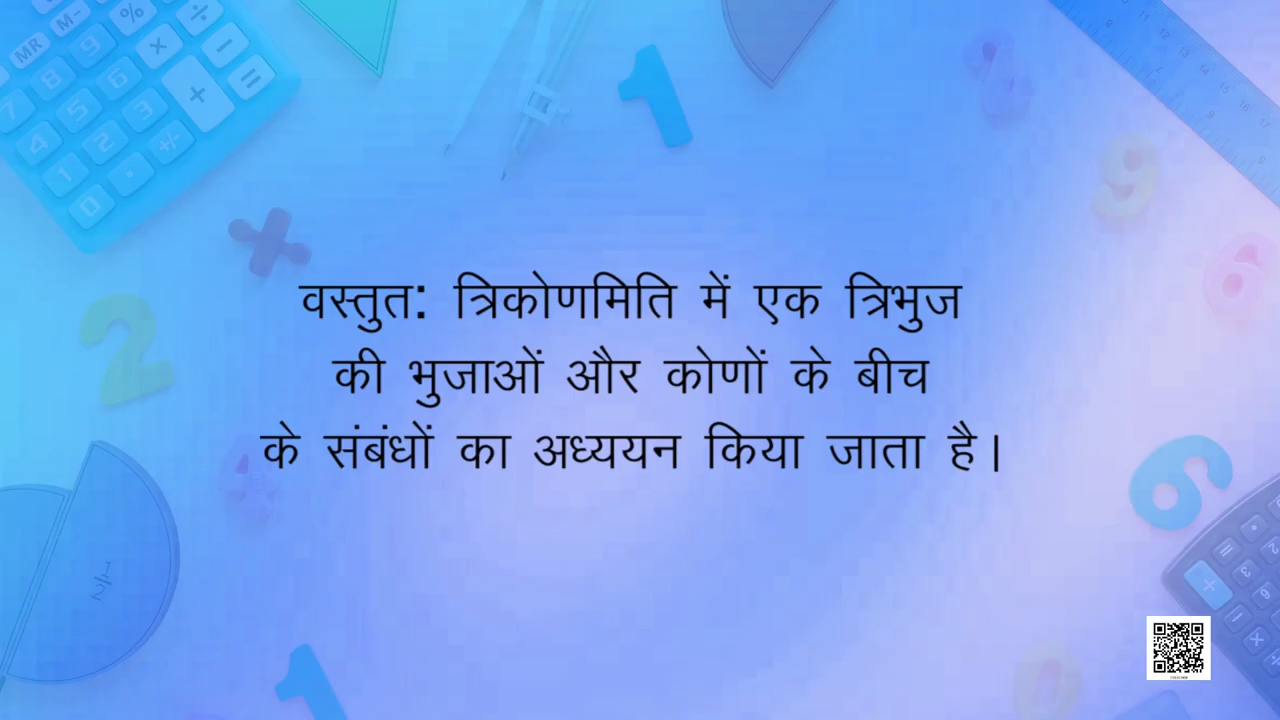 वस्तुत: त्रिकोणमिति में एक त्रिभुज
की भुजाओं और कोणों के बीच
के संबंधों का अध्ययन किया जाता है।